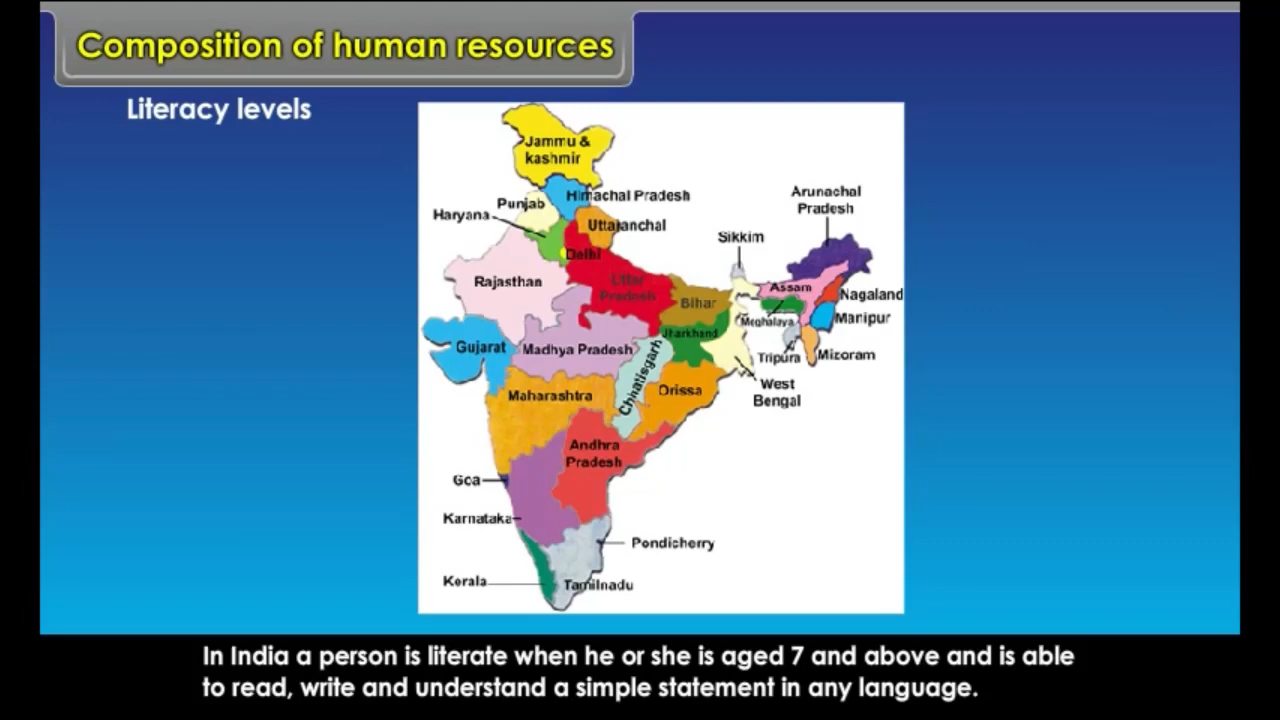 Composition of human resources
Literacy levels
Jammu &
kashmir
Himachal Pradesh
Punjab
Haryana
Uttaranchal
Delhi
Rajasthan
Uttar
Pradesh
Bihar
Sikkim
Arunachal
Pradesh
Assam
Nagaland
Meghalaya
Manipur
Tripura
Mizoram
West
Bengal
Jharkhand
Gujarat
Madhya Pradesh
Chhatisgarh
Orissa
Maharashtra
Andhra
Pradesh
Goa
Karnataka
Pondicherry
Kerala
Tamilnadu
In India a person is literate when he or she is aged 7 and above and is able
to read, write and understand a simple statement in any language.